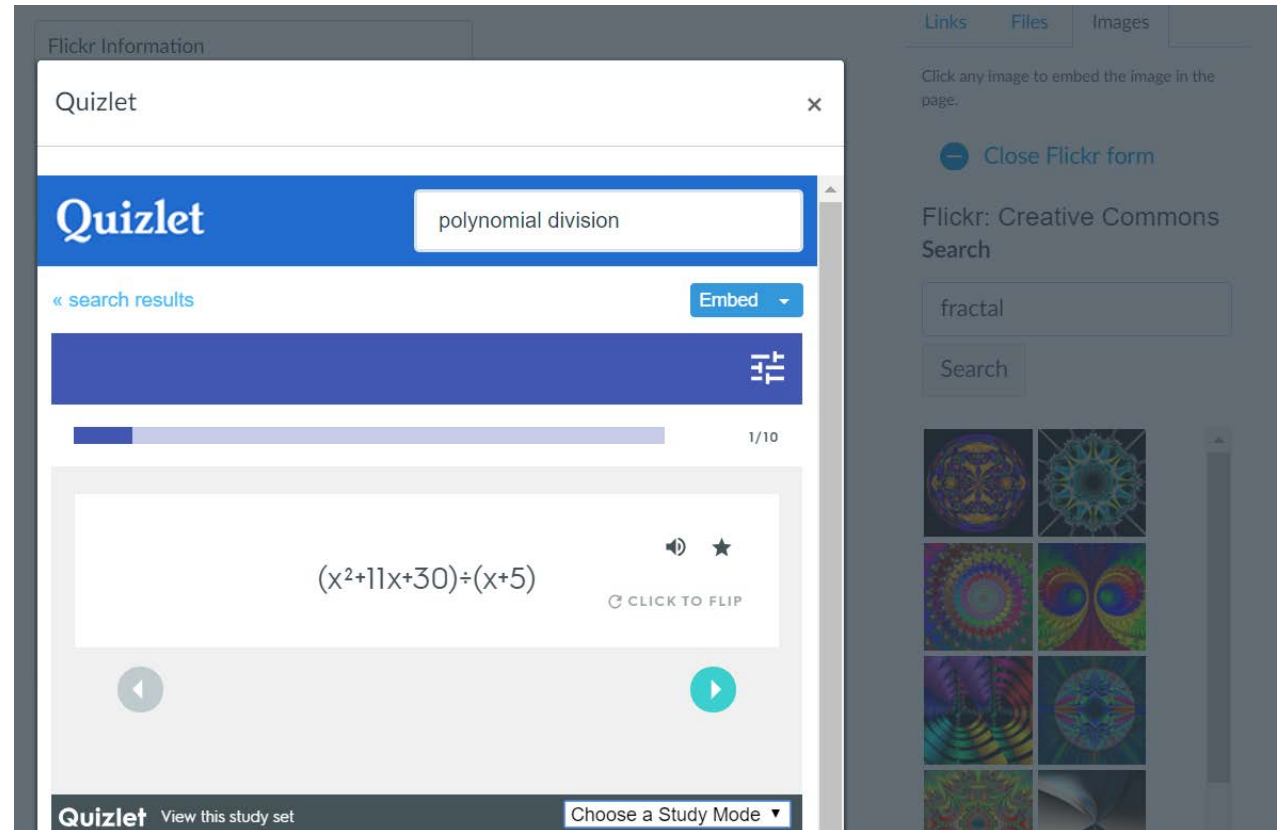 Flickr Information
Quizlet ×
Quizlet polynomial division
« search results Embed
1/10
(x²+11x+30)÷(x+5)
CLICK TO FLIP
Quizlet View this study set Choose a Study Mode
Links Files Images
Click any image to embed the image in the
page.
Close Flickr form
Flickr: Creative Commons
Search
fractal
Search